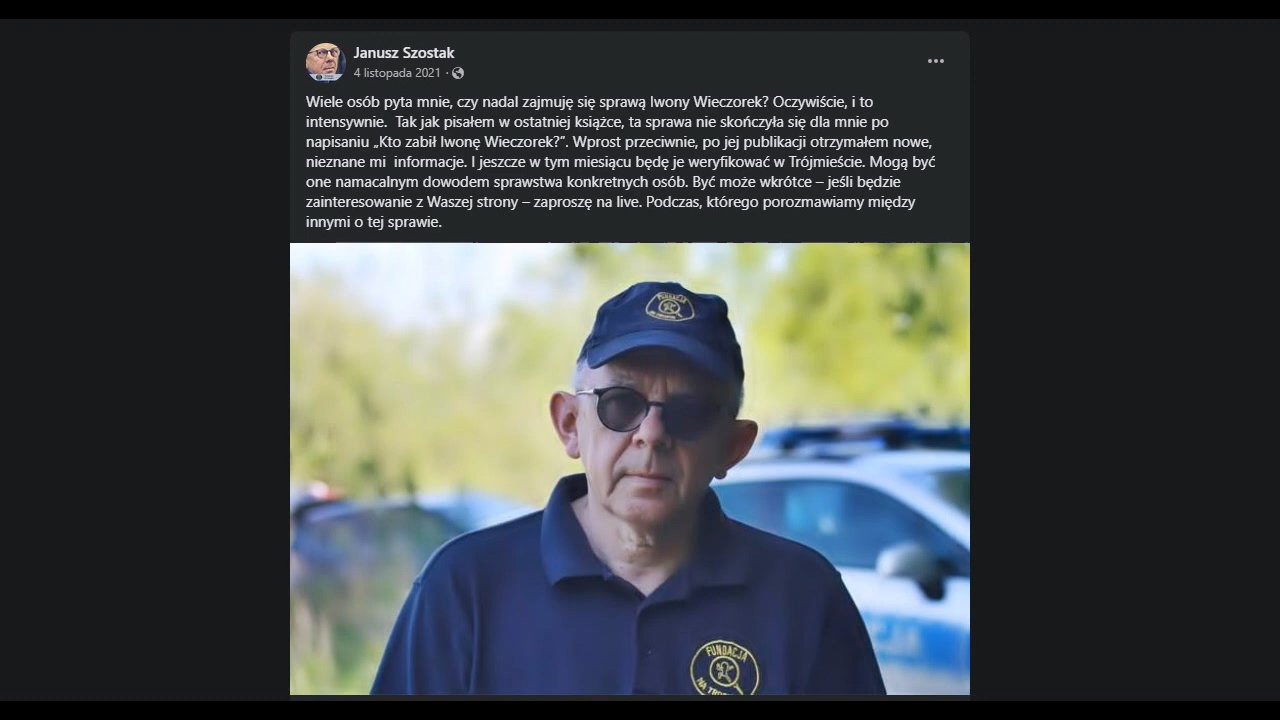 Janusz Szostak
4 listopada 2021 ·
Wiele osób pyta mnie, czy nadal zajmuję się sprawą Iwony Wieczorek? Oczywiście, i to
intensywnie. Tak jak pisałem w ostatniej książce, ta sprawa nie skończyła się dla mnie po
napisaniu „Kto zabił Iwonę Wieczorek?”. Wprost przeciwnie, po jej publikacji otrzymałem nowe,
nieznane mi informacje. I jeszcze w tym miesiącu będę je weryfikować w Trójmieście. Mogą być
one namacalnym dowodem sprawstwa konkretnych osób. Być może wkrótce – jeśli będzie
zainteresowanie z Waszej strony – zaproszę na live. Podczas, którego porozmawiamy między
innymi o tej sprawie.
FUNDACJA
FUNDACJA
NA